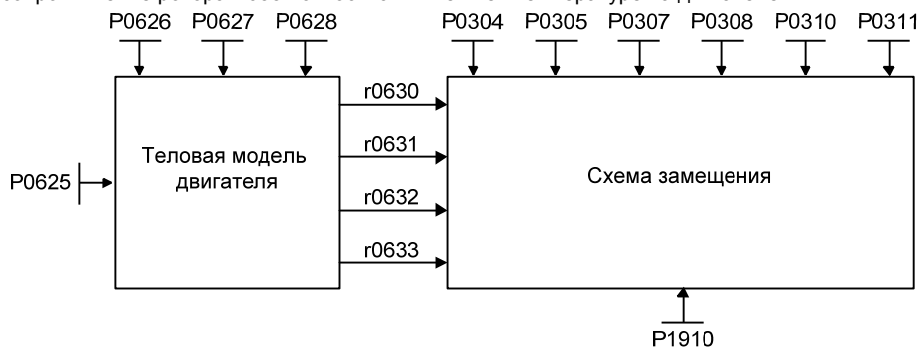 P0626 P0627 P0628 P0304 P0305 P0307 P0308 P0310 P0311
r0630
Теловая модель
двигателя
r0631
P0625
Схема замещения
r0632
r0633
P1910